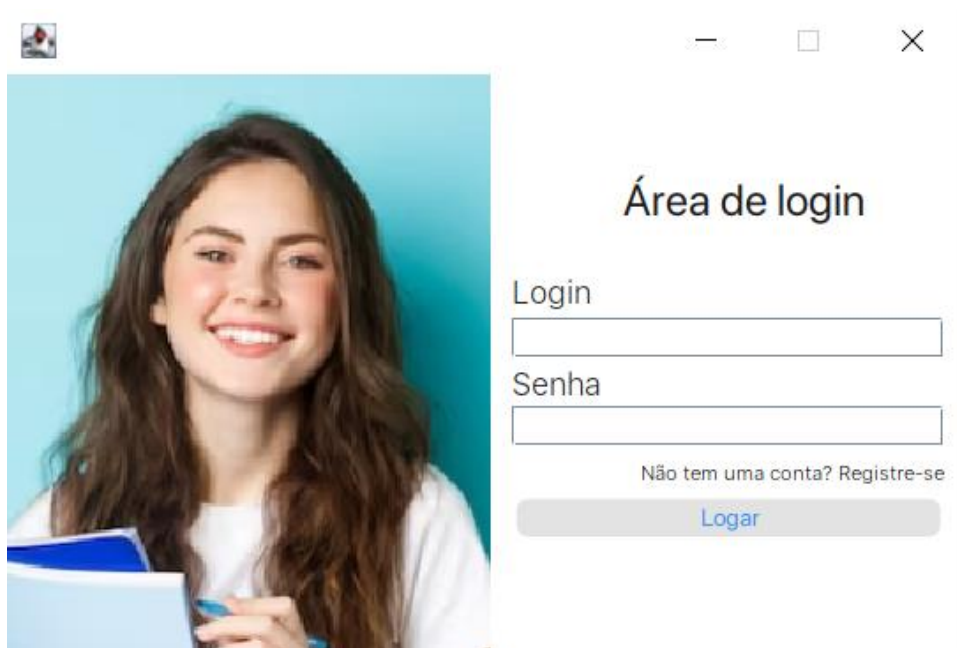 Área de login
Login
Senha
Não tem uma conta? Registre-se
Logar